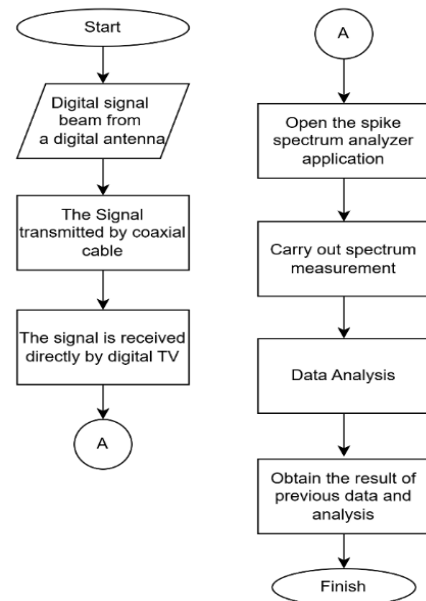 Start
Digital signal
beam from
a digital antenna
The Signal
transmitted by coaxial
cable
The signal is received
directly by digital TV
A
A
Open the spike
spectrum analyzer
application
Carry out spectrum
measurement
Data Analysis
Obtain the result of
previous data and
analysis
Finish